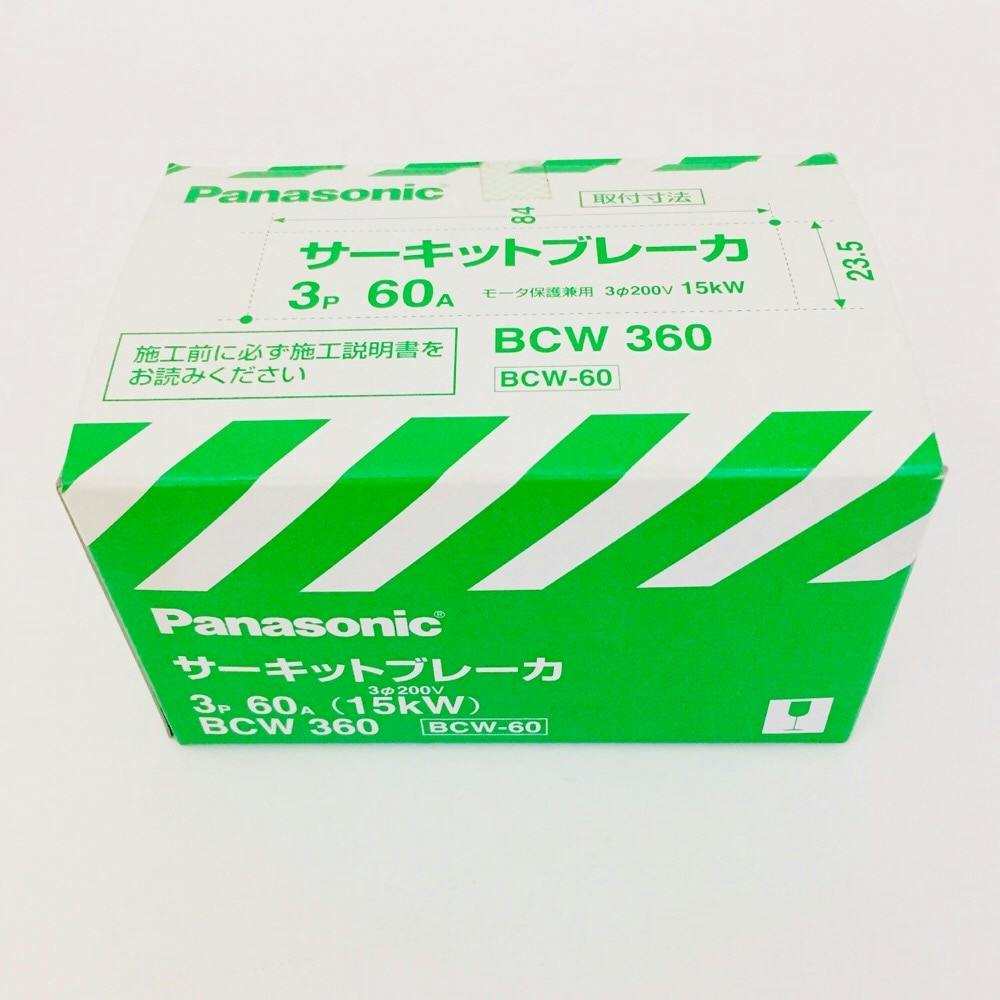 Panasonic
取付寸法
84
サーキットブレーカ
23.5
3P 60A モータ保護兼用 3φ200V 15kW
BCW 360
施工前に必ず施工説明書を
お読みください
BCW-60
Panasonic®
サーキットブレーカ
3φ200V
3P 60A (15kW)
BCW 360 BCW-60